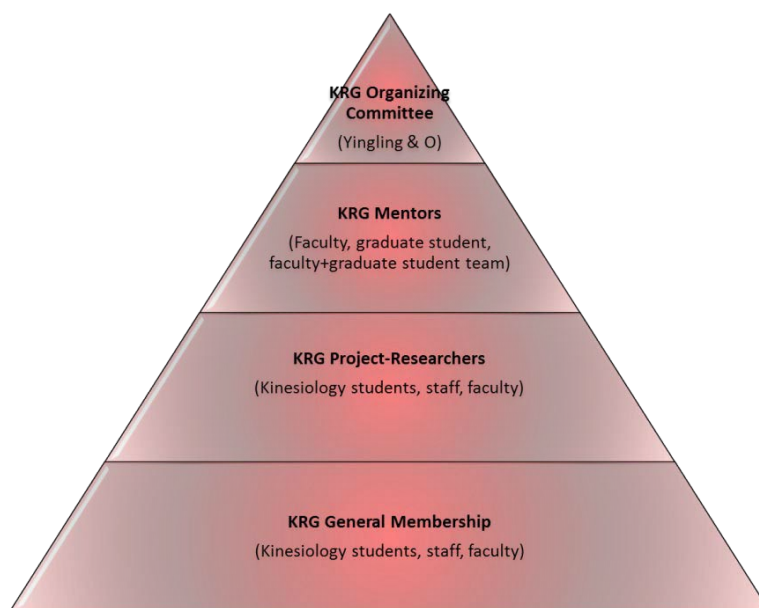 KRG Organizing
Committee
(Yingling & O)
KRG Mentors
(Faculty, graduate student,
faculty+graduate student team)
KRG Project-Researchers
(Kinesiology students, staff, faculty)
KRG General Membership
(Kinesiology students, staff, faculty)